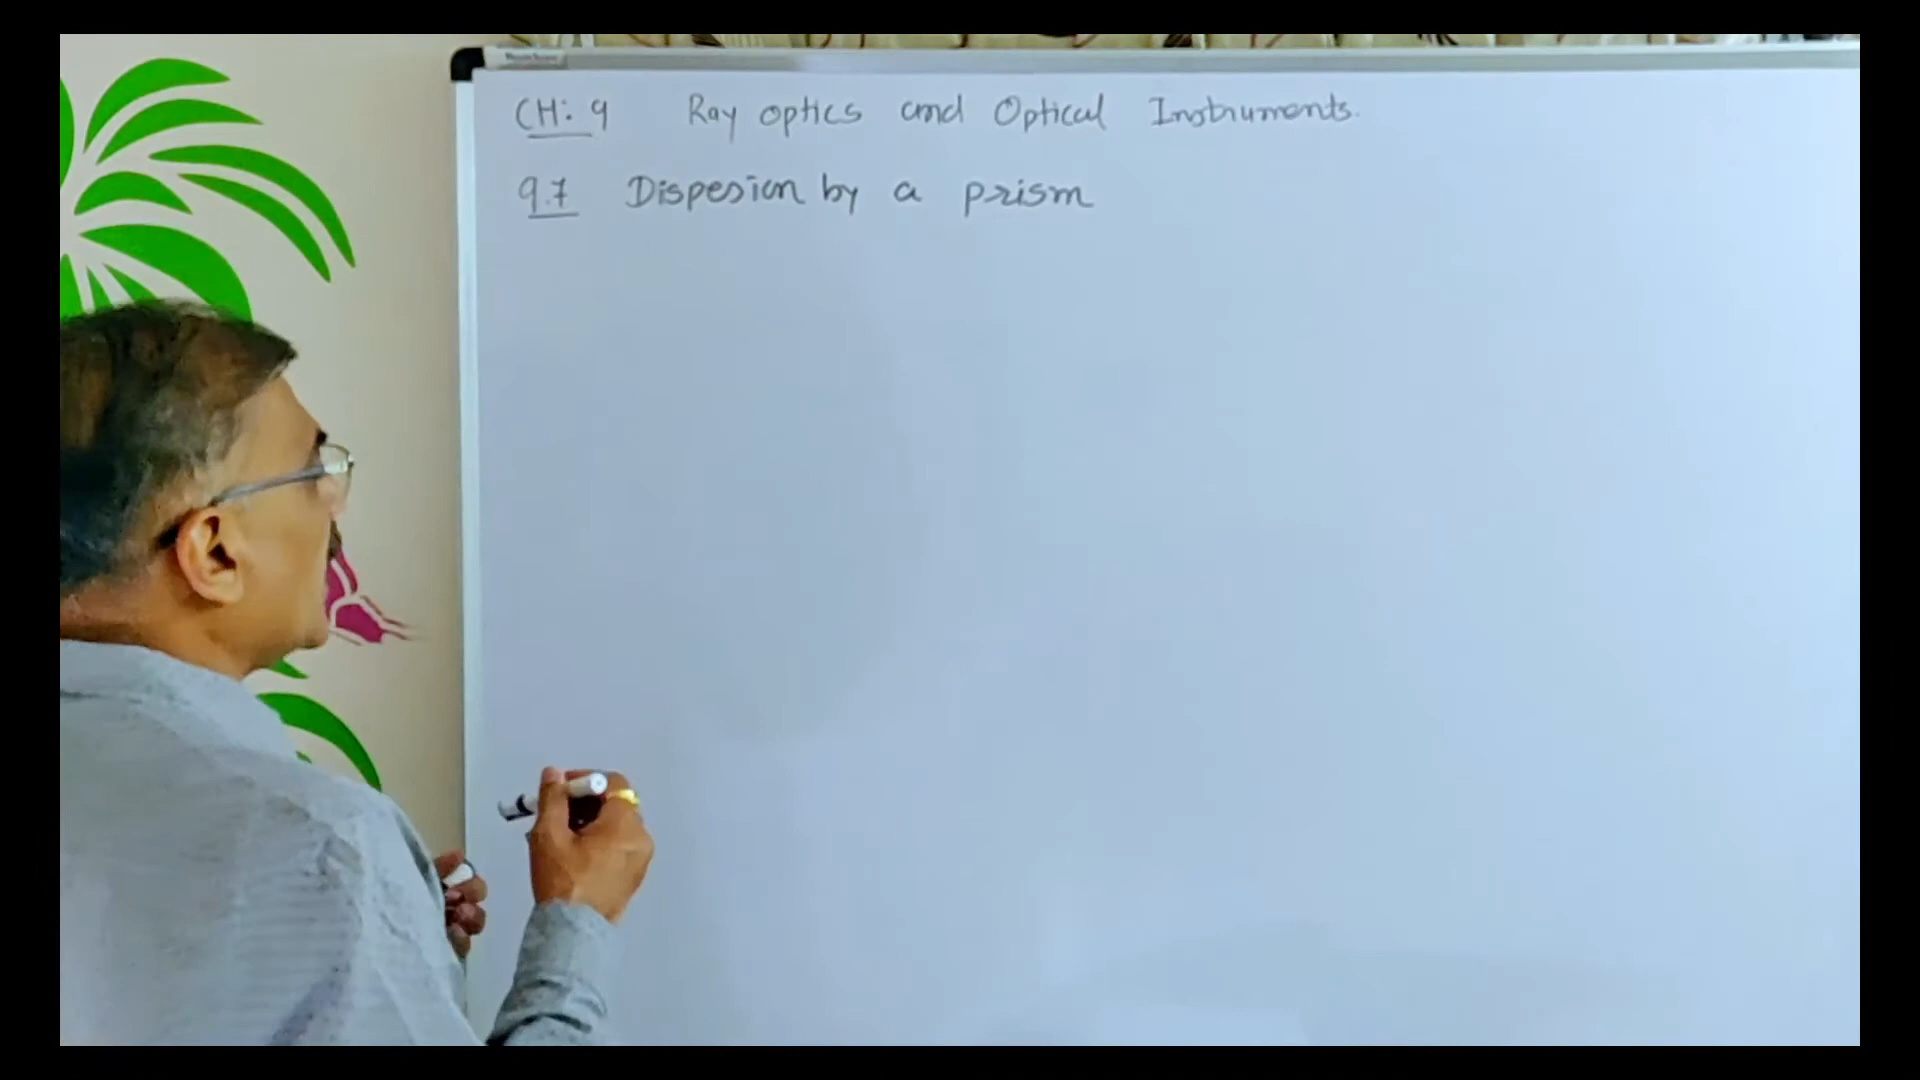 CH: 9 Ray optics and Optical Instruments.
9.7 Dispesion by a prism